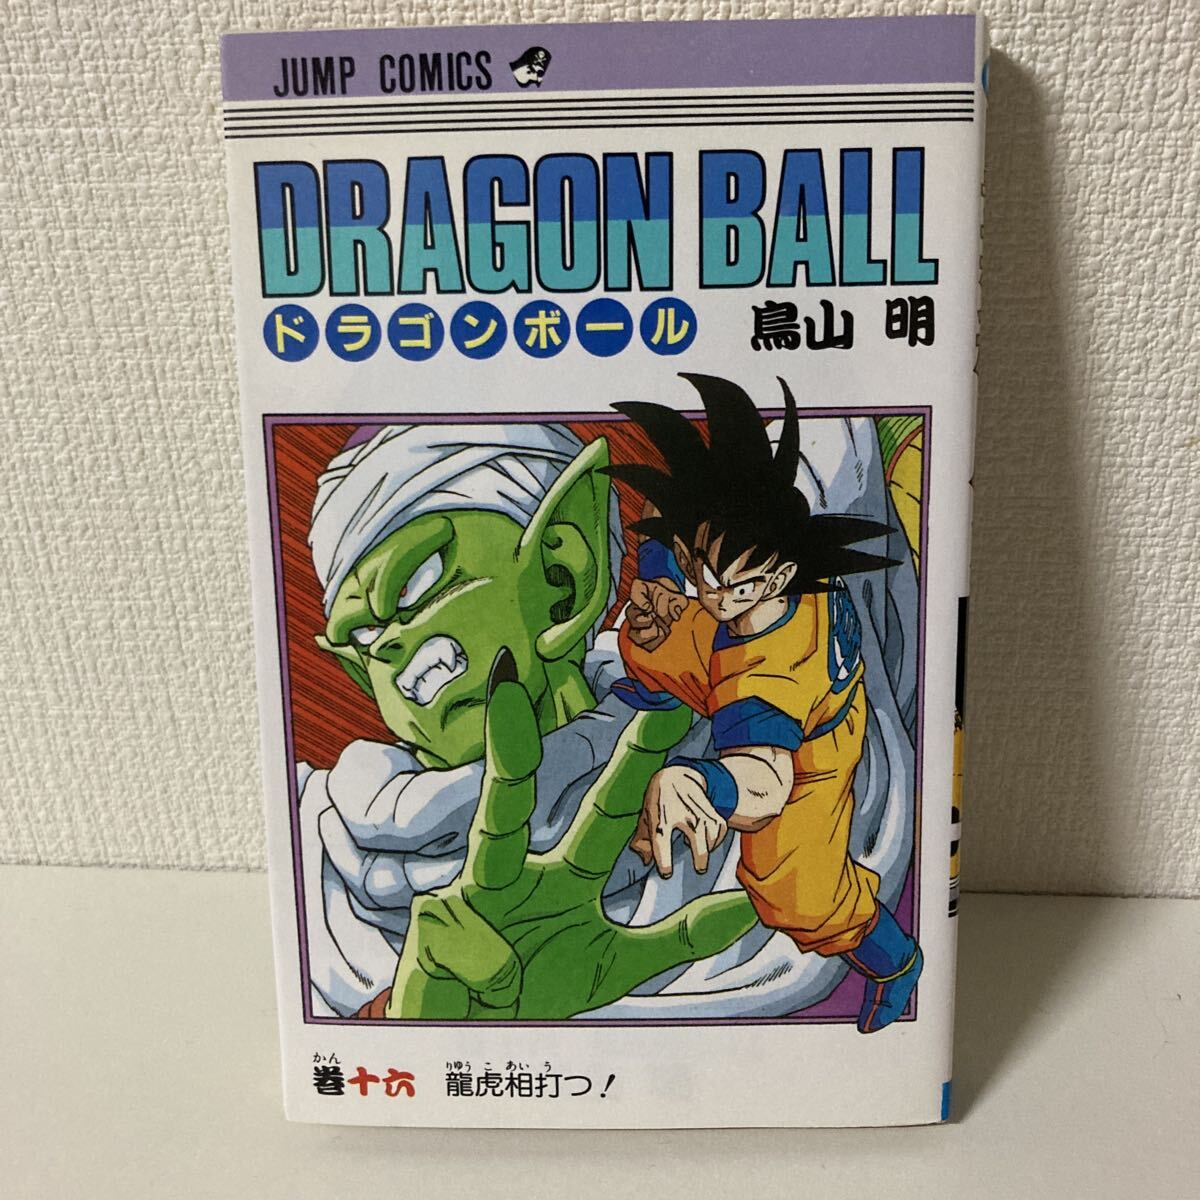 JUMP COMICS
DRAGON BALL
ドラゴンボール 鳥山 明
かん りゅう こ あい う
巻十六 龍虎相打つ!